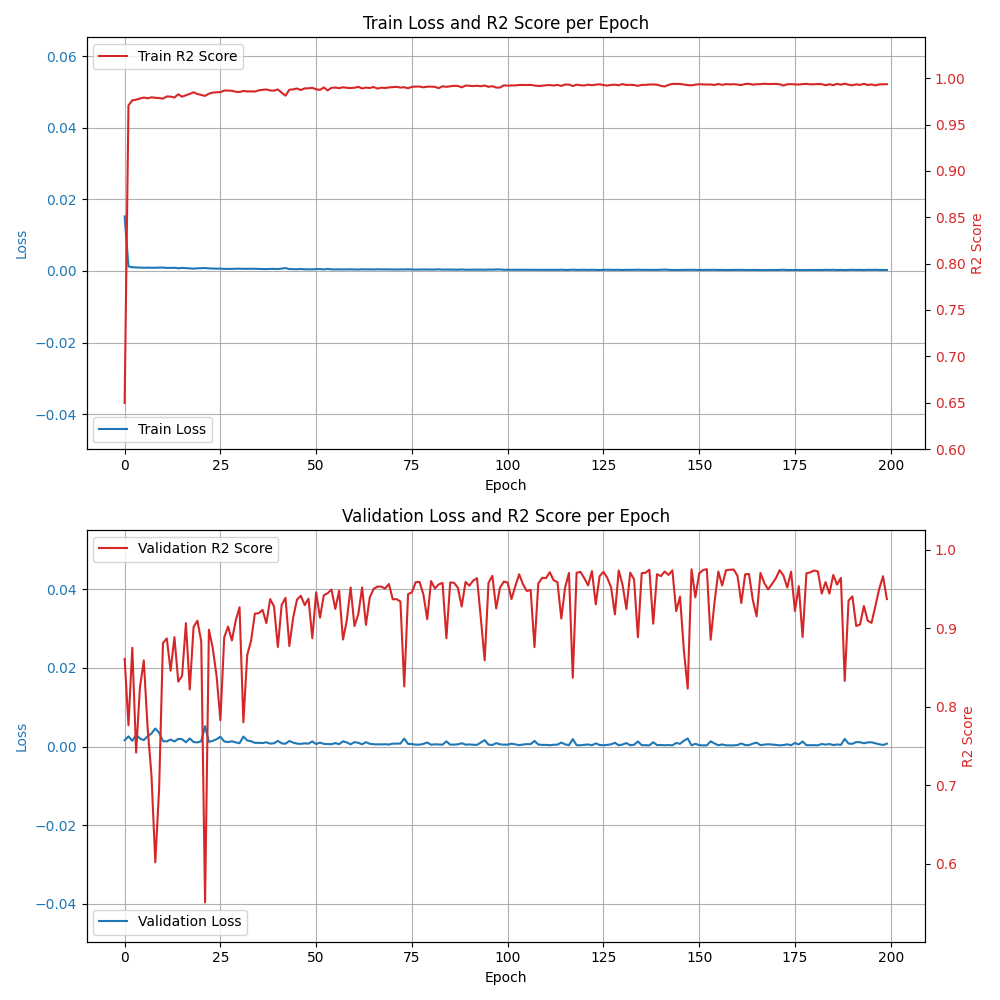 Train Loss and R2 Score per Epoch
Train R2 Score
0.06
0.04
0.02
0.00
−0.02
−0.04
Loss
1.00
0.95
0.90
0.85
0.80
0.75
0.70
0.65
0.60
R2 Score
Train Loss
0 25 50 75 100 125 150 175 200
Epoch
Validation Loss and R2 Score per Epoch
Validation R2 Score
0.04
0.02
0.00
−0.02
−0.04
Loss
1.0
0.9
0.8
0.7
0.6
R2 Score
Validation Loss
0 25 50 75 100 125 150 175 200
Epoch